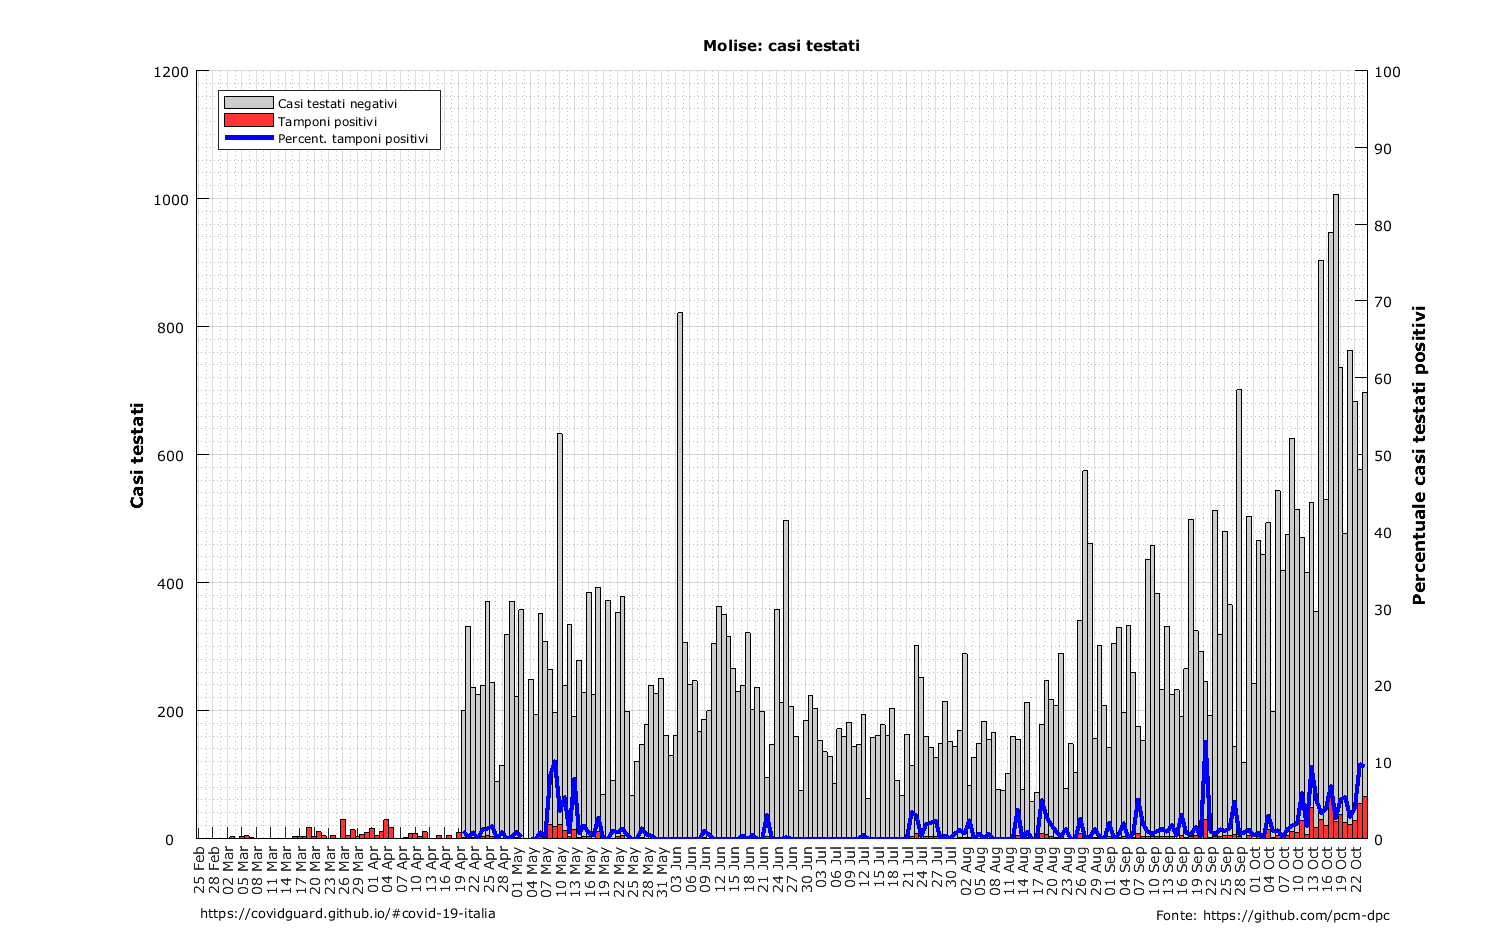 Molise: casi testati
1200
1000
800
600
400
200
0
100
90
80
70
60
50
40
30
20
10
0
Casi testati negativi
Tamponi positivi
Percent. tamponi positivi
Casi testati
Percentuale casi testati positivi
25 Feb
28 Feb
02 Mar
05 Mar
08 Mar
11 Mar
14 Mar
17 Mar
20 Mar
23 Mar
26 Mar
29 Mar
01 Apr
04 Apr
07 Apr
10 Apr
13 Apr
16 Apr
19 Apr
22 Apr
25 Apr
28 Apr
01 May
04 May
07 May
10 May
13 May
16 May
19 May
22 May
25 May
28 May
31 May
03 Jun
06 Jun
09 Jun
12 Jun
15 Jun
18 Jun
21 Jun
24 Jun
27 Jun
30 Jun
03 Jul
06 Jul
09 Jul
12 Jul
15 Jul
18 Jul
21 Jul
24 Jul
27 Jul
30 Jul
02 Aug
05 Aug
08 Aug
11 Aug
14 Aug
17 Aug
20 Aug
23 Aug
26 Aug
29 Aug
01 Sep
04 Sep
07 Sep
10 Sep
13 Sep
16 Sep
19 Sep
22 Sep
25 Sep
28 Sep
01 Oct
04 Oct
07 Oct
10 Oct
13 Oct
16 Oct
19 Oct
22 Oct
https://covidguard.github.io/#covid-19-italia
Fonte: https://github.com/pcm-dpc